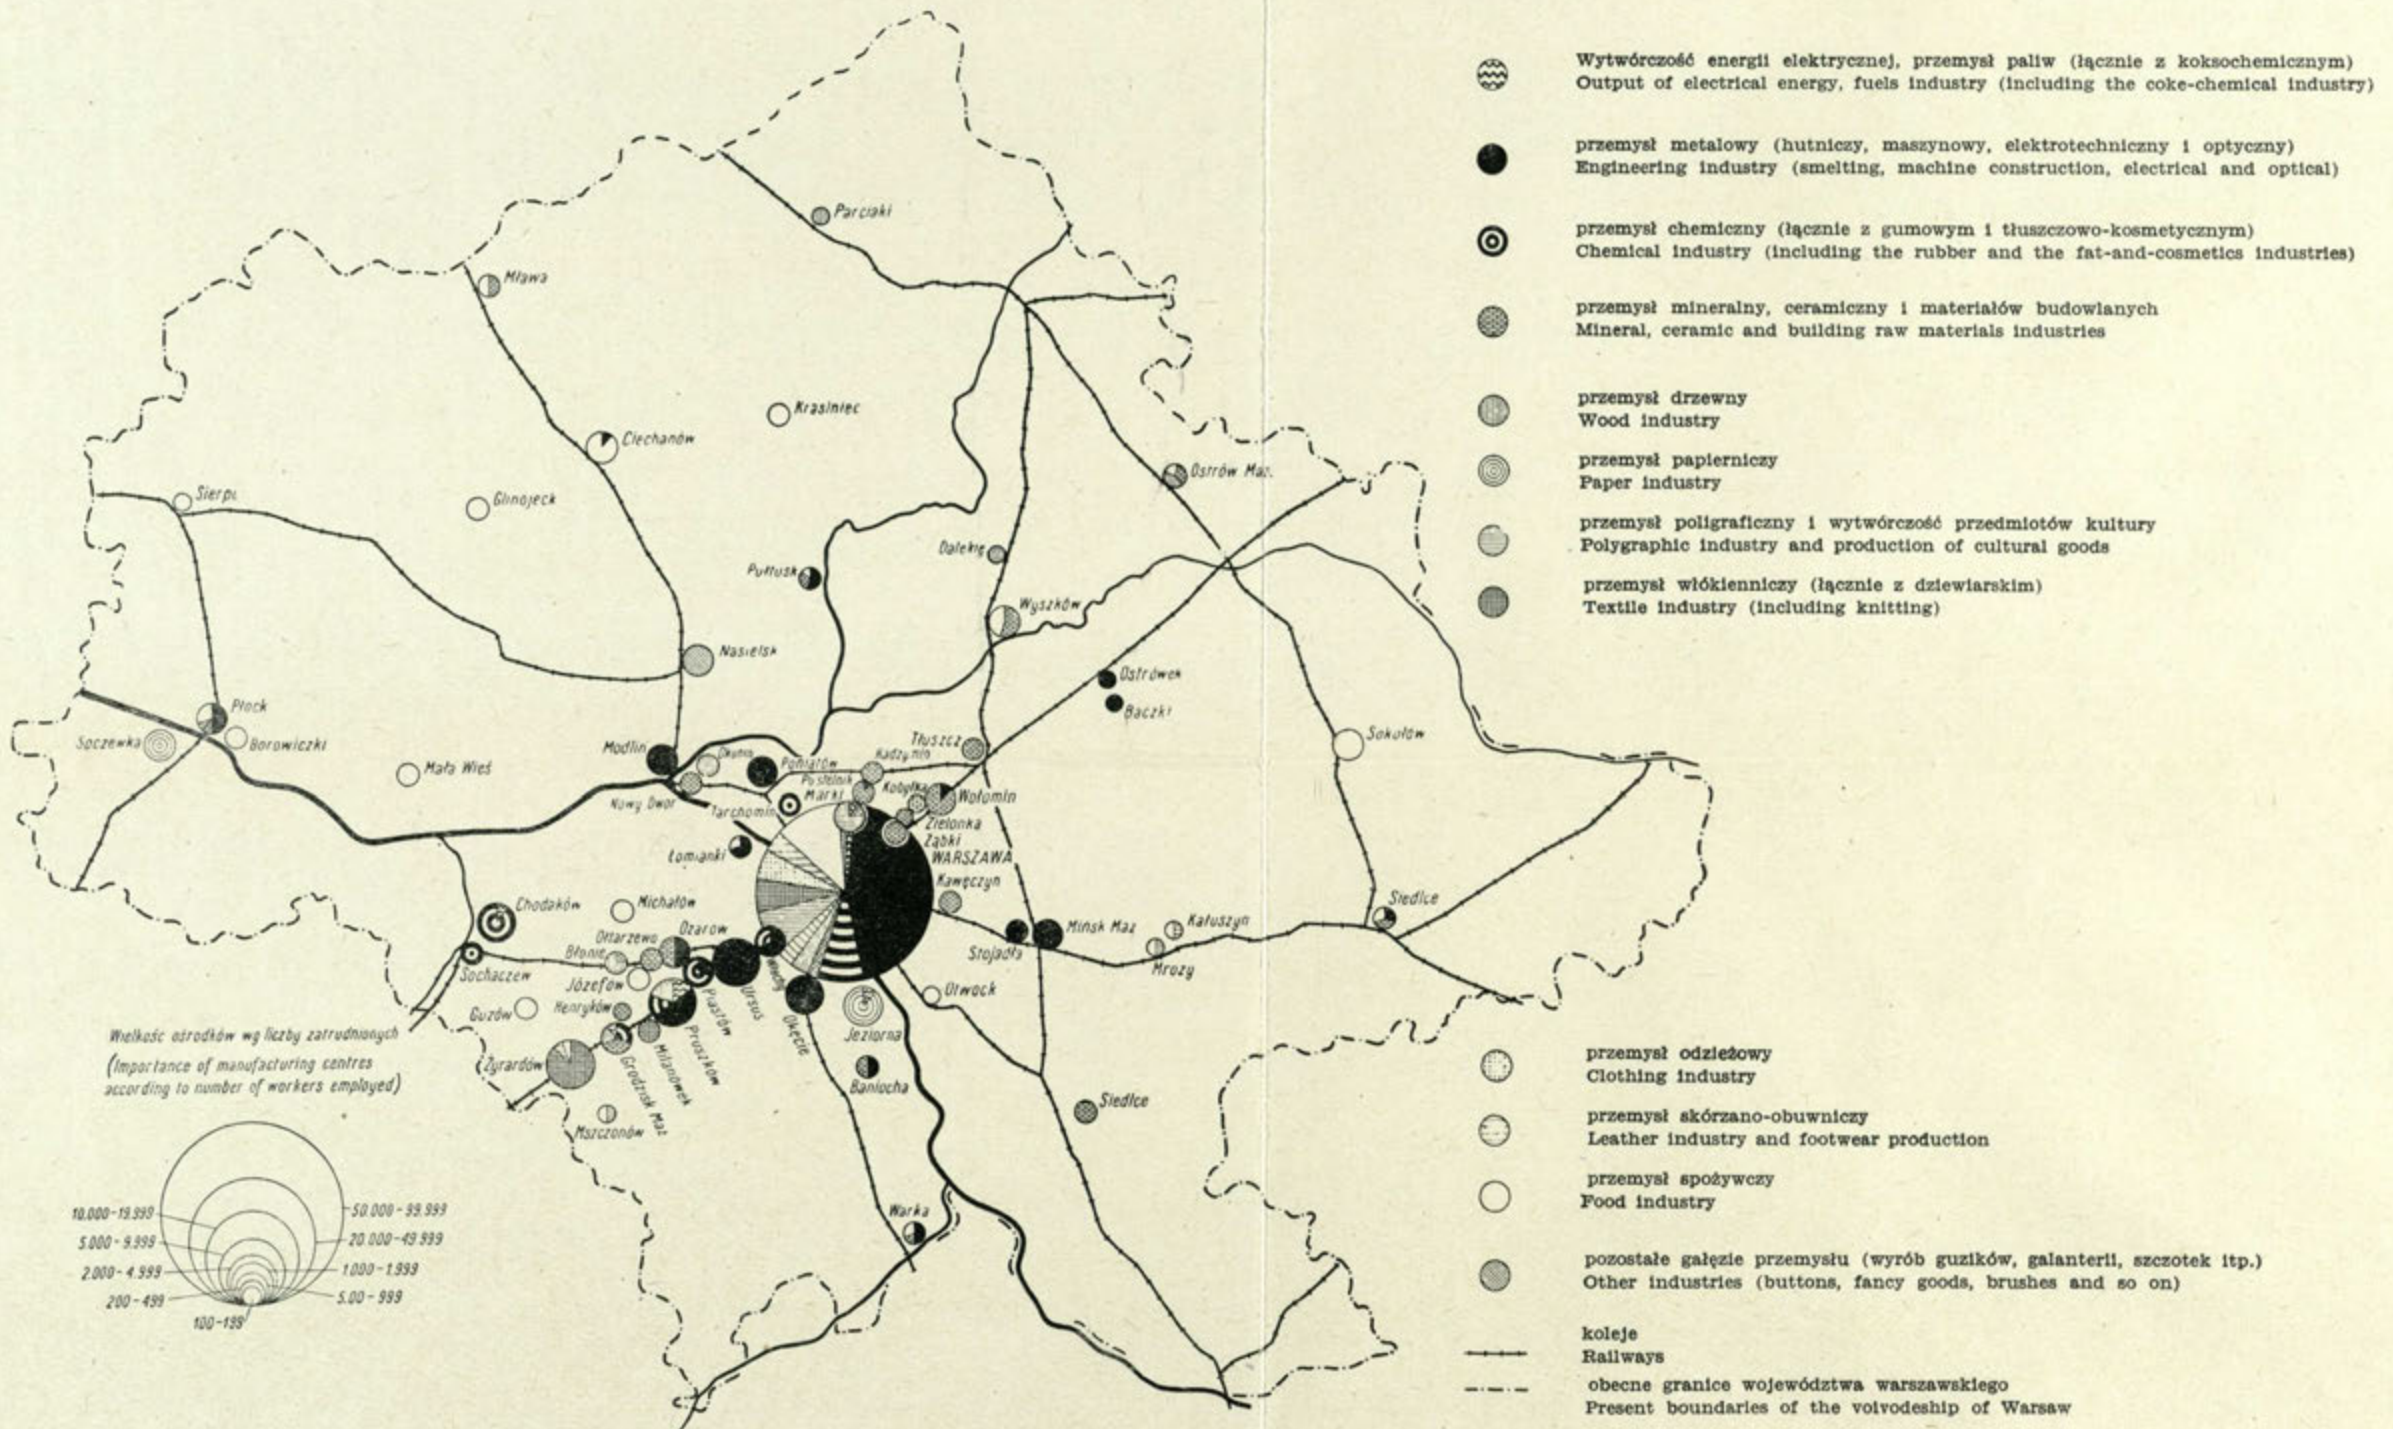 Wytwórczość energii elektrycznej, przemysł paliw (łącznie z koksochemicznym)
Output of electrical energy, fuels industry (including the coke-chemical industry)
przemysł metalowy (hutniczy, maszynowy, elektrotechniczny i optyczny)
Engineering industry (smelting, machine construction, electrical and optical)
przemysł chemiczny (łącznie z gumowym i tłuszczowo-kosmetycznym)
Chemical industry (including the rubber and the fat-and-cosmetics industries)
przemysł mineralny, ceramiczny i materiałów budowlanych
Mineral, ceramic and building raw materials industries
przemysł drzewny
Wood industry
przemysł papierniczy
Paper industry
przemysł poligraficzny i wytwórczość przedmiotów kultury
Polygraphic industry and production of cultural goods
przemysł włókienniczy (łącznie z dziewiarskim)
Textile industry (including knitting)
przemysł odzieżowy
Clothing industry
przemysł skórzano-obuwniczy
Leather industry and footwear production
przemysł spożywczy
Food industry
pozostałe gałęzie przemysłu (wyrób guzików, galanterii, szczotek itp.)
Other industries (buttons, fancy goods, brushes and so on)
koleje
Railways
obecne granice województwa warszawskiego
Present boundaries of the voivodeship of Warsaw
Parciaki
Mława
Krasiniec
Ciechanów
Ostrów Maz.
Sierpc
Glinojeck
Dalekie
Pułtusk
Wyszków
Nasielsk
Ostrówek
Baczki
Płock
Soczewka
Borowiczki
Mała Wieś
Modlin
Okunin
Poniatów
Tłuszcz
Radzymin
Sokołów
Pustelnik
Marki
Kobyłka
Wołomin
Nowy Dwór
Tarchomin
Zielonka
Ząbki
WARSZAWA
Łomianki
Kawęczyn
Chodaków
Michałów
Siedlce
Ożarów
Ołtarzewo
Błonie
Mińsk Maz
Kałuszyn
Stojadła
Mrozy
Sochaczew
Józefów
Włochy
Piastów
Ursus
Otwock
Guzów
Henryków
Okęcie
Jeziorna
Pruszków
Milanówek
Żyrardów
Grodzisk Maz
Baniocha
Siedlce
Mszczonów
Warka
Wielkość ośrodków wg liczby zatrudnionych
(Importance of manufacturing centres
according to number of workers employed)
10.000-19.999
50.000-99.999
5.000-9.999
20.000-49.999
2.000-4.999
1.000-1.999
200-499
5.00-999
100-199